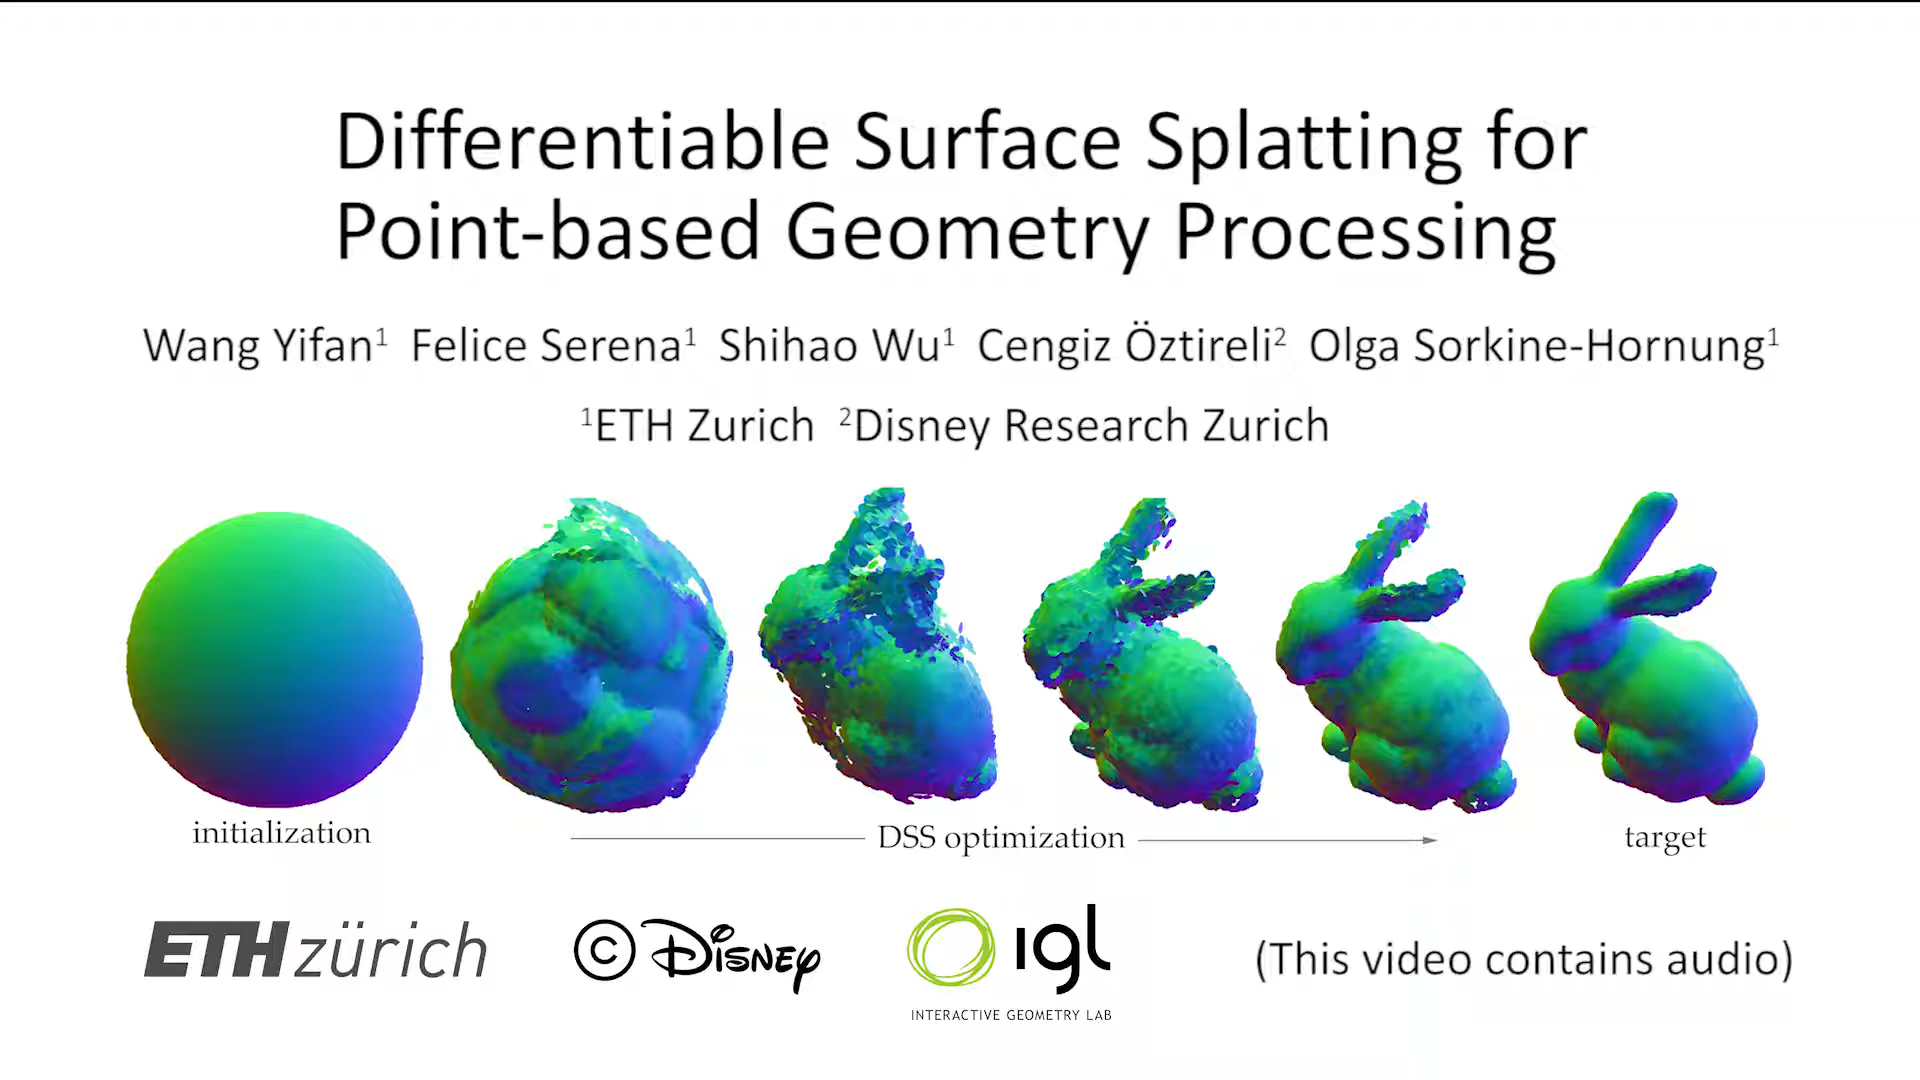 Differentiable Surface Splatting for
Point-based Geometry Processing
Wang Yifan¹ Felice Serena¹ Shihao Wu¹ Cengiz Öztireli² Olga Sorkine-Hornung¹
¹ETH Zurich ²Disney Research Zurich
initialization
DSS optimization
target
ETH zürich
© Disney
igl
INTERACTIVE GEOMETRY LAB
(This video contains audio)